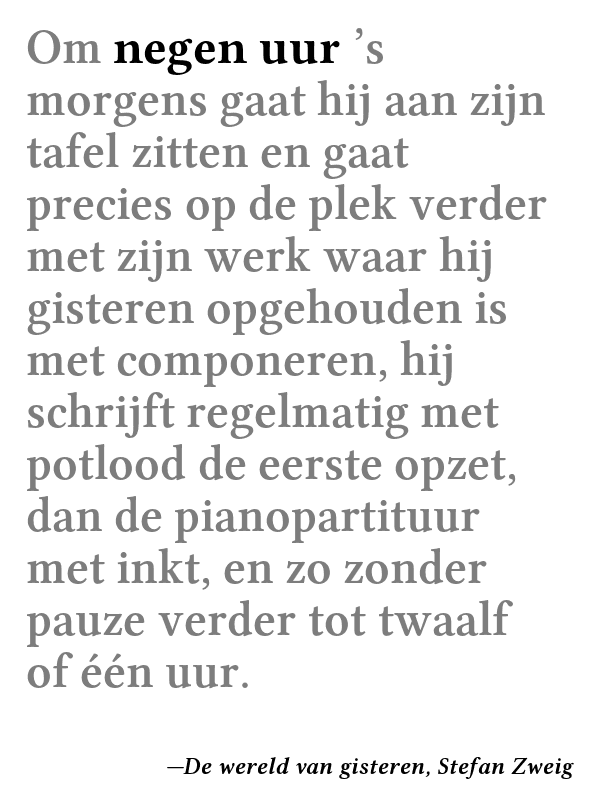 Om negen uur ’s
morgens gaat hij aan zijn
tafel zitten en gaat
precies op de plek verder
met zijn werk waar hij
gisteren opgehouden is
met componeren, hij
schrijft regelmatig met
potlood de eerste opzet,
dan de pianopartituur
met inkt, en zo zonder
pauze verder tot twaalf
of één uur.
—De wereld van gisteren, Stefan Zweig